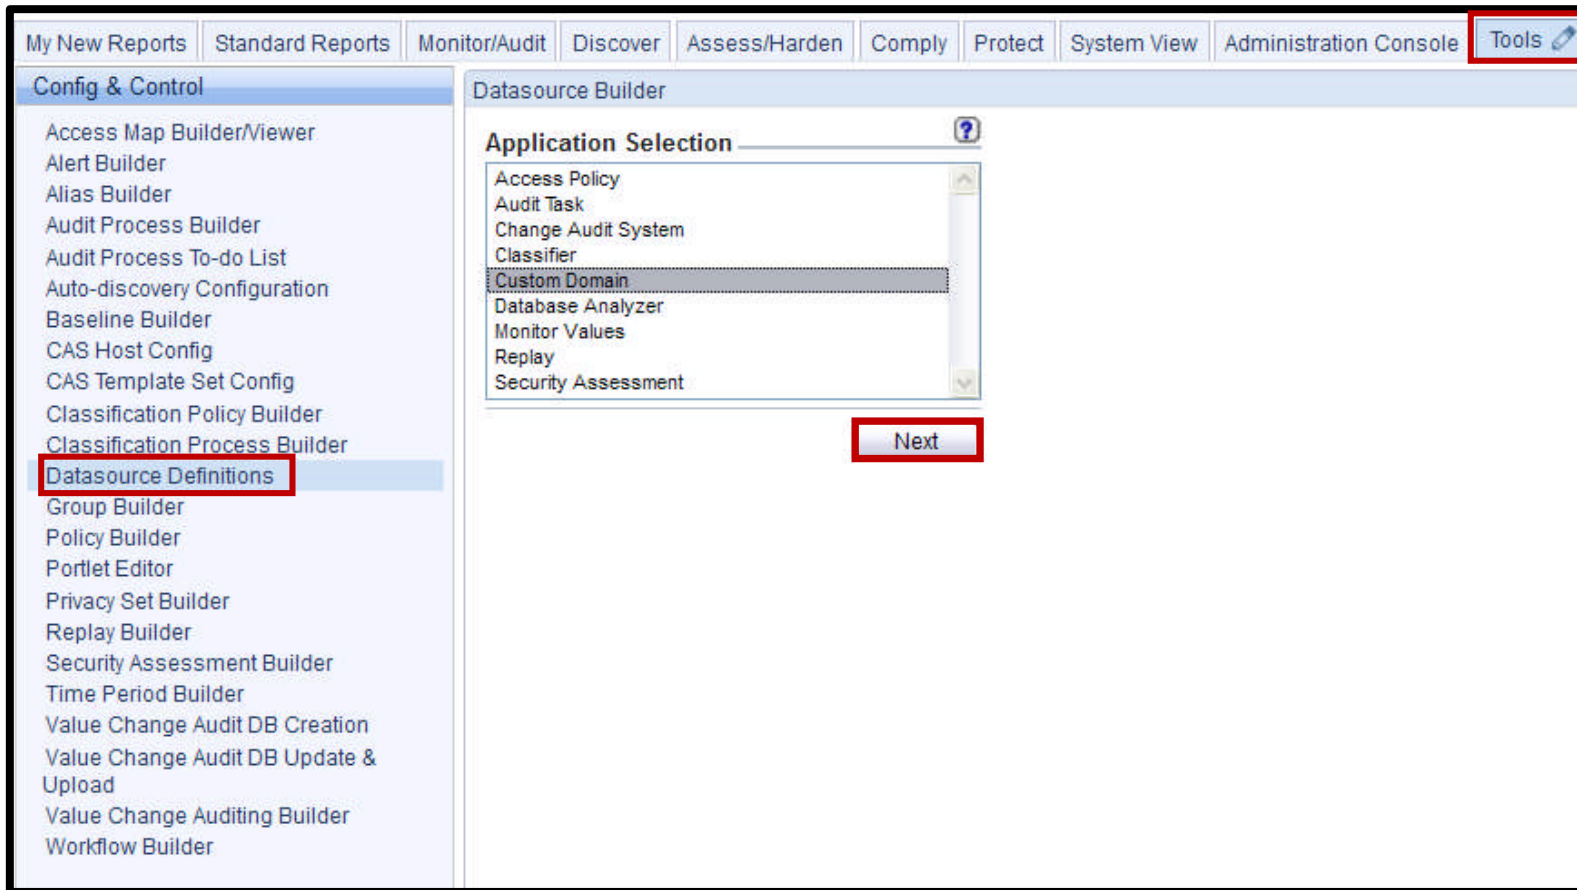 My New Reports Standard Reports Monitor/Audit Discover Assess/Harden Comply Protect System View Administration Console Tools
Config & Control
Access Map Builder/Viewer
Alert Builder
Alias Builder
Audit Process Builder
Audit Process To-do List
Auto-discovery Configuration
Baseline Builder
CAS Host Config
CAS Template Set Config
Classification Policy Builder
Classification Process Builder
Datasource Definitions
Group Builder
Policy Builder
Portlet Editor
Privacy Set Builder
Replay Builder
Security Assessment Builder
Time Period Builder
Value Change Audit DB Creation
Value Change Audit DB Update &
Upload
Value Change Auditing Builder
Workflow Builder
Datasource Builder
Application Selection
?
Access Policy
Audit Task
Change Audit System
Classifier
Custom Domain
Database Analyzer
Monitor Values
Replay
Security Assessment
Next